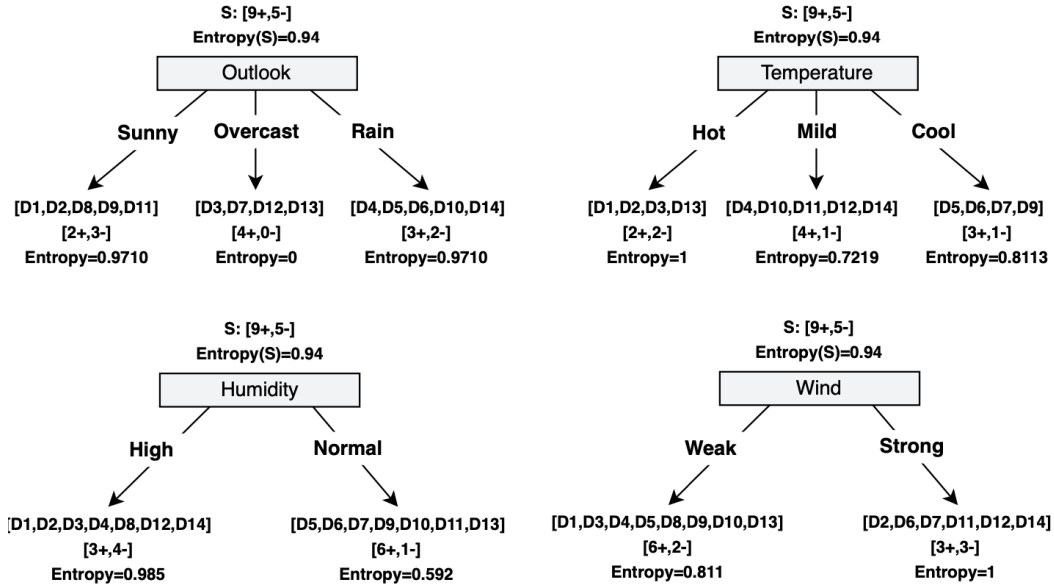 S: [9+,5-]
Entropy(S)=0.94
Outlook
Sunny Overcast Rain
[D1,D2,D8,D9,D11] [D3,D7,D12,D13] [D4,D5,D6,D10,D14]
[2+,3-] [4+,0-] [3+,2-]
Entropy=0.9710 Entropy=0 Entropy=0.9710
S: [9+,5-]
Entropy(S)=0.94
Temperature
Hot Mild Cool
[D1,D2,D3,D13] [D4,D10,D11,D12,D14] [D5,D6,D7,D9]
[2+,2-] [4+,1-] [3+,1-]
Entropy=1 Entropy=0.7219 Entropy=0.8113
S: [9+,5-]
Entropy(S)=0.94
Humidity
High Normal
[D1,D2,D3,D4,D8,D12,D14] [D5,D6,D7,D9,D10,D11,D13]
[3+,4-] [6+,1-]
Entropy=0.985 Entropy=0.592
S: [9+,5-]
Entropy(S)=0.94
Wind
Weak Strong
[D1,D3,D4,D5,D8,D9,D10,D13] [D2,D6,D7,D11,D12,D14]
[6+,2-] [3+,3-]
Entropy=0.811 Entropy=1